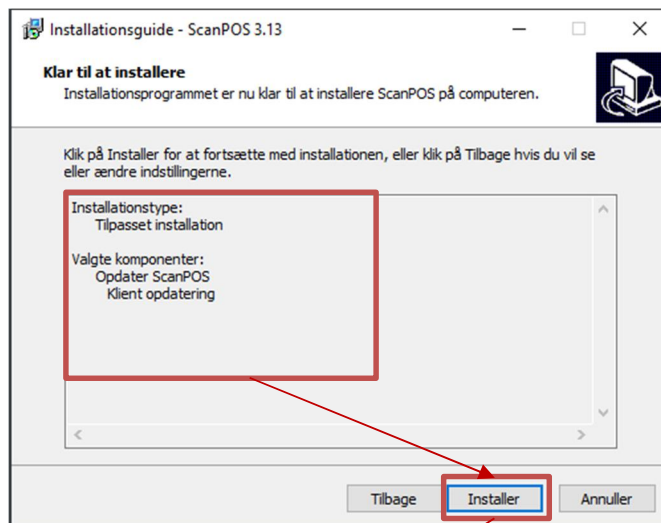 Installationsguide - ScanPOS 3.13
Klar til at installere
Installationsprogrammet er nu klar til at installere ScanPOS på computeren.
Klik på Installer for at fortsætte med installationen, eller klik på Tilbage hvis du vil se
eller ændre indstillingerne.
Installationstype:
Tilpasset installation
Valgte komponenter:
Opdater ScanPOS
Klient opdatering
Tilbage Installer Annuller